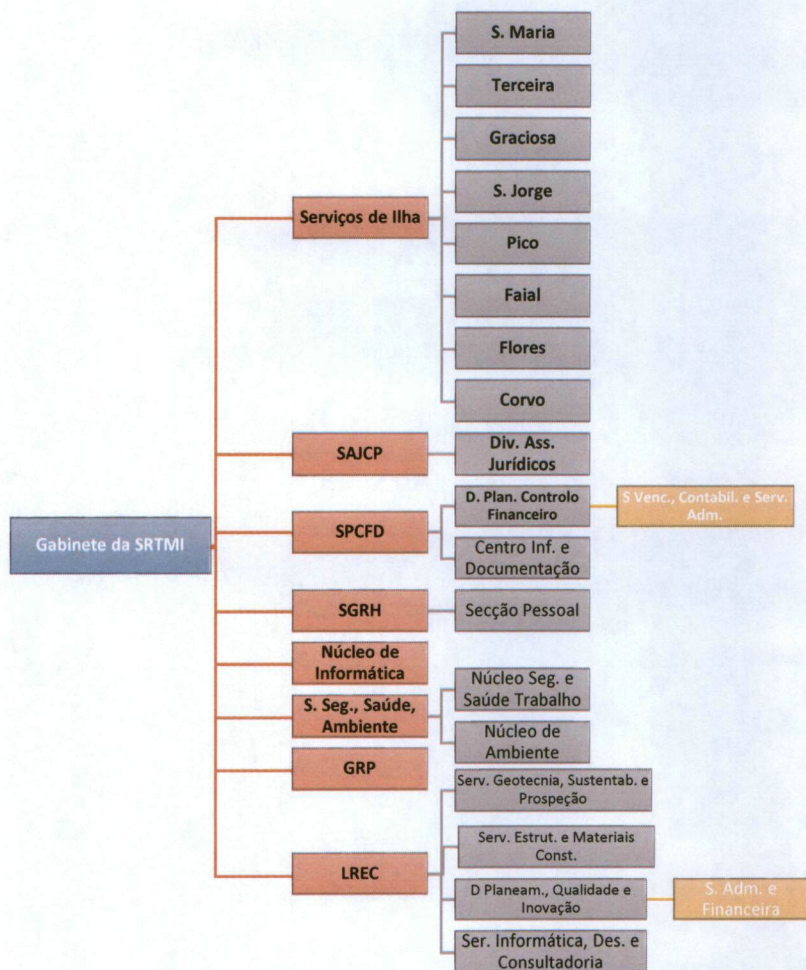 S. Maria
Terceira
Graciosa
S. Jorge
Serviços de Ilha
Pico
Faial
Flores
Corvo
SAJCP
Div. Ass.
Jurídicos
Gabinete da SRTMI
SPCFD
D. Plan. Controlo
Financeiro
S Venc., Contabil. e Serv.
Adm.
Centro Inf. e
Documentação
SGRH
Secção Pessoal
Núcleo de
Informática
S. Seg., Saúde,
Ambiente
Núcleo Seg. e
Saúde Trabalho
Núcleo de
Ambiente
GRP
LREC
Serv. Geotecnia, Sustentab. e
Prospeção
Serv. Estrut. e Materiais
Const.
D Planeam., Qualidade e
Inovação
S. Adm. e
Financeira
Ser. Informática, Des. e
Consultadoria